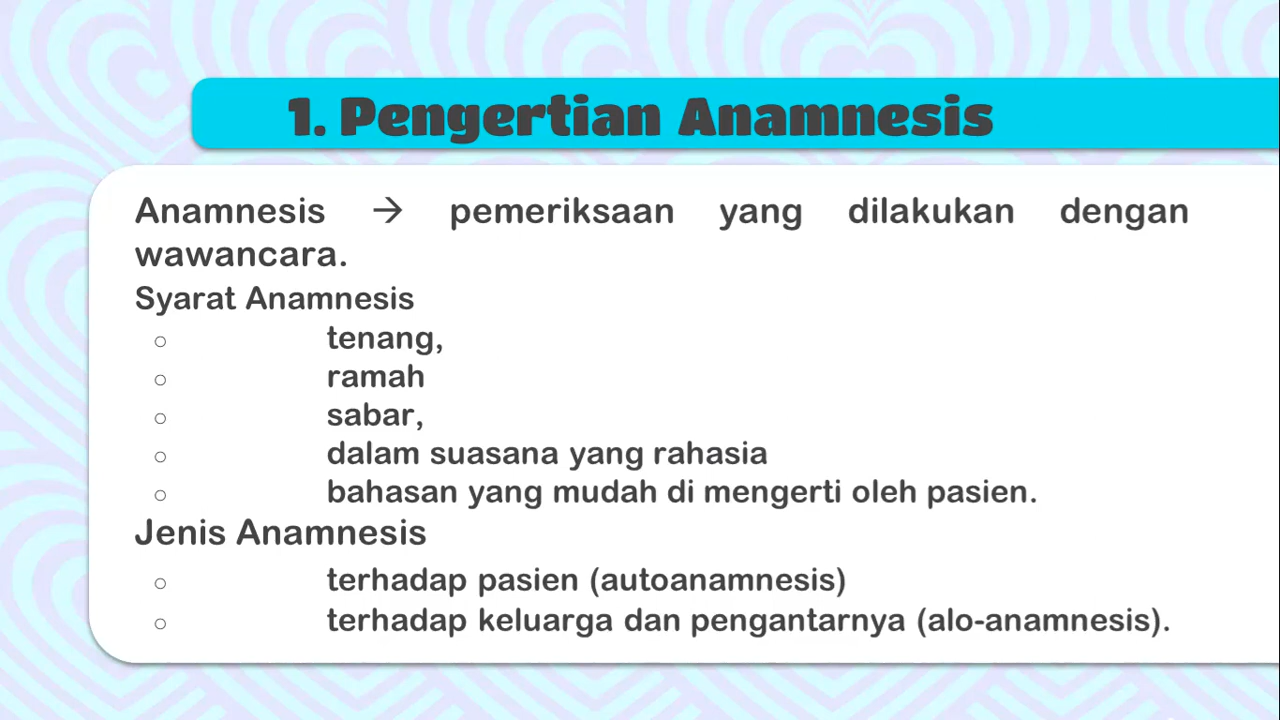 1. Pengertian Anamnesis
Anamnesis → pemeriksaan yang dilakukan dengan
wawancara.
Syarat Anamnesis
○ tenang,
○ ramah
○ sabar,
○ dalam suasana yang rahasia
○ bahasan yang mudah di mengerti oleh pasien.
Jenis Anamnesis
○ terhadap pasien (autoanamnesis)
○ terhadap keluarga dan pengantarnya (alo-anamnesis).